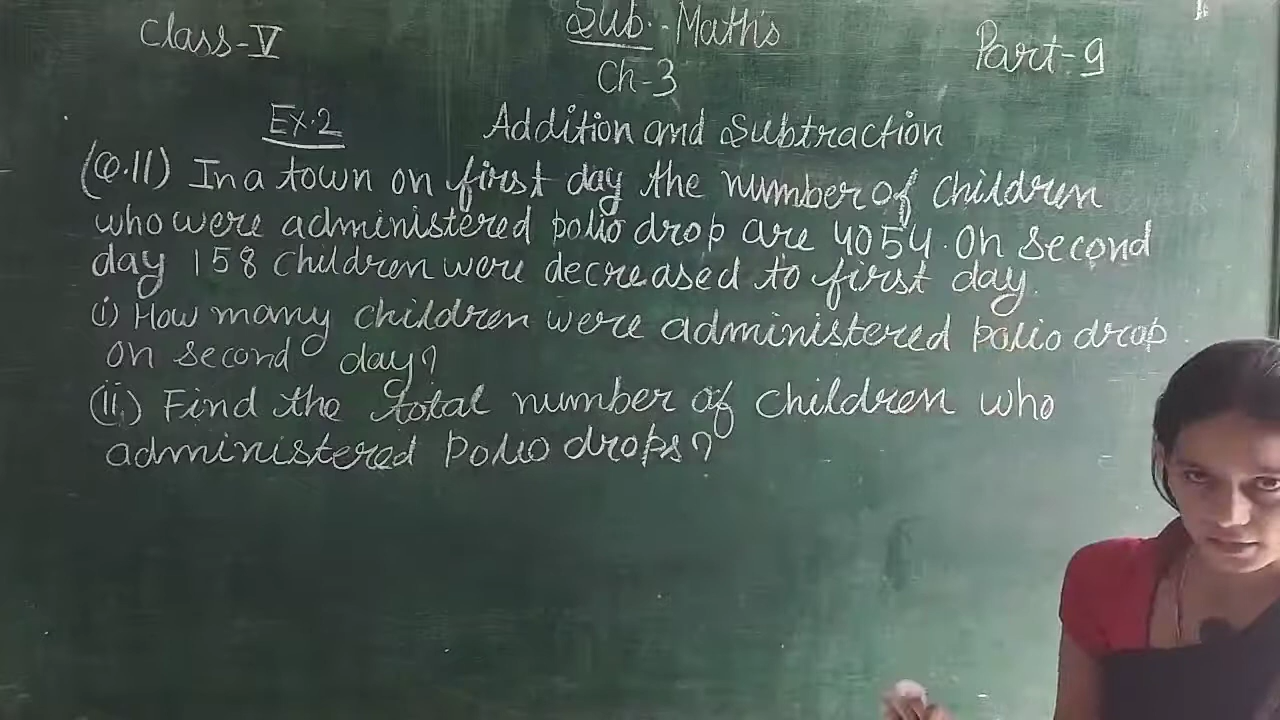 Class-V
Sub.-Maths
Part-9
Ch-3
Ex.2
Addition and Subtraction
(Q.11) In a town on first day the number of children
who were administered polio drop are 4054. On second
day 158 children were decreased to first day.
(i) How many children were administered polio drop
on second day?
(ii) Find the total number of children who
administered polio drops?